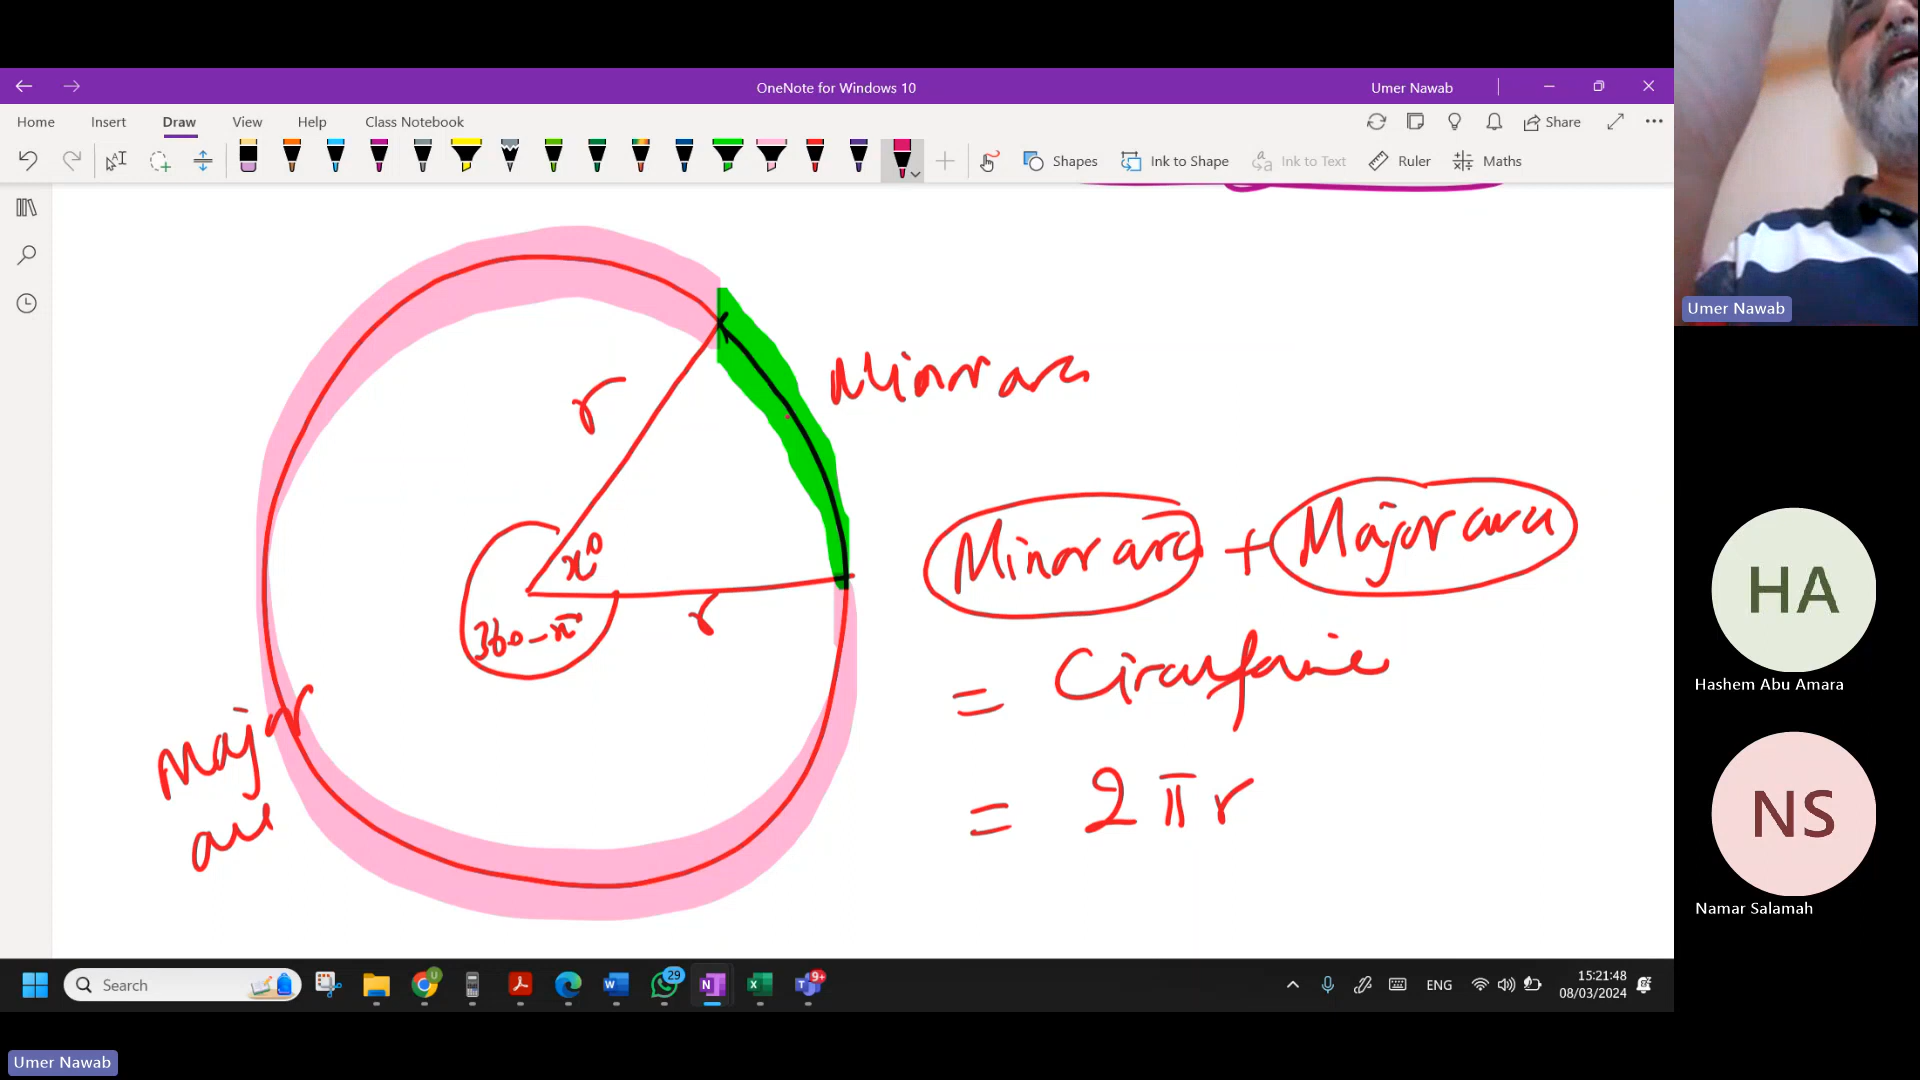 OneNote for Windows 10
Umer Nawab
Home Insert Draw View Help Class Notebook
Share
Shapes Ink to Shape Ink to Text Ruler Maths
Umer Nawab
r
Minor arc
x°
r
360-x°
Minor arc + Major arc
= Circumference
= 2πr
Major
arc
HA
Hashem Abu Amara
NS
Namar Salamah
Search
29
9+
ENG
15:21:48
08/03/2024
Umer Nawab